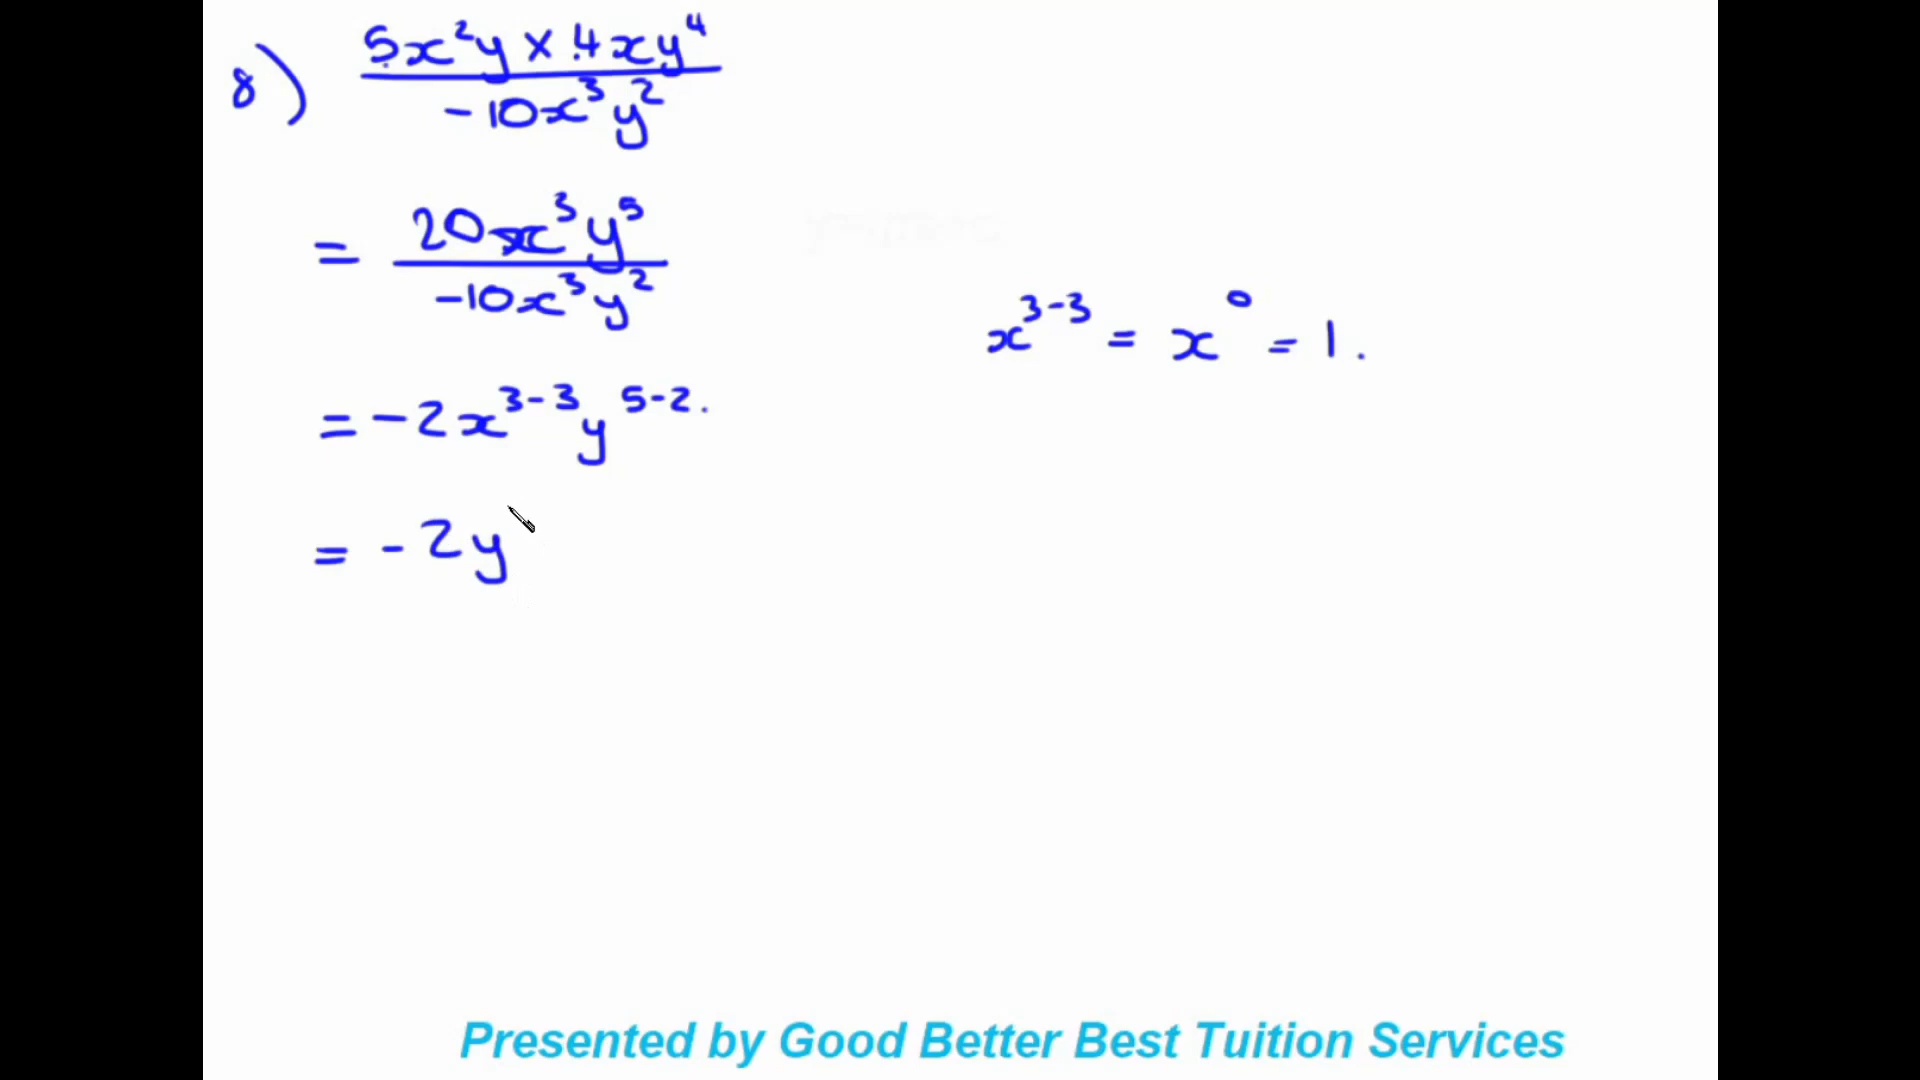 8) 5x²y × 4xy⁴
-10x³y²
= 20x³y⁵
-10x³y²
x³⁻³ = x⁰ = 1.
= -2x³⁻³y⁵⁻².
= -2y
Presented by Good Better Best Tuition Services